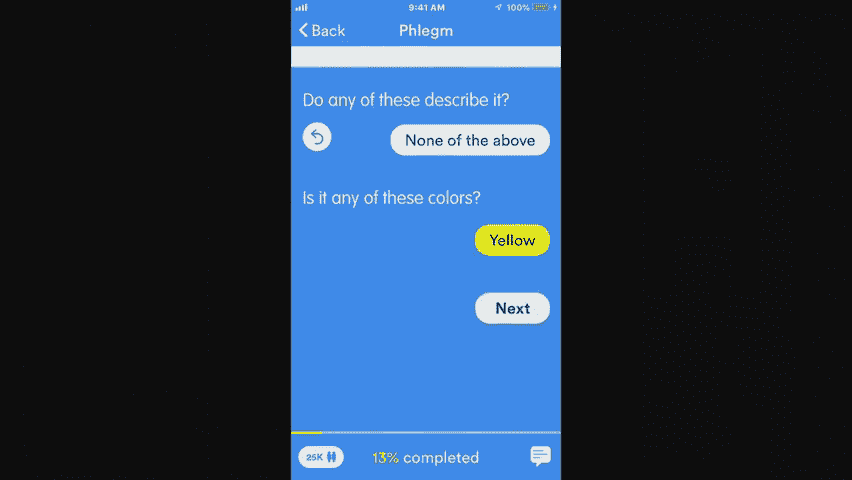 9:41 AM 100%
Back Phlegm
Do any of these describe it?
None of the above
Is it any of these colors?
Yellow
Next
25K 13% completed